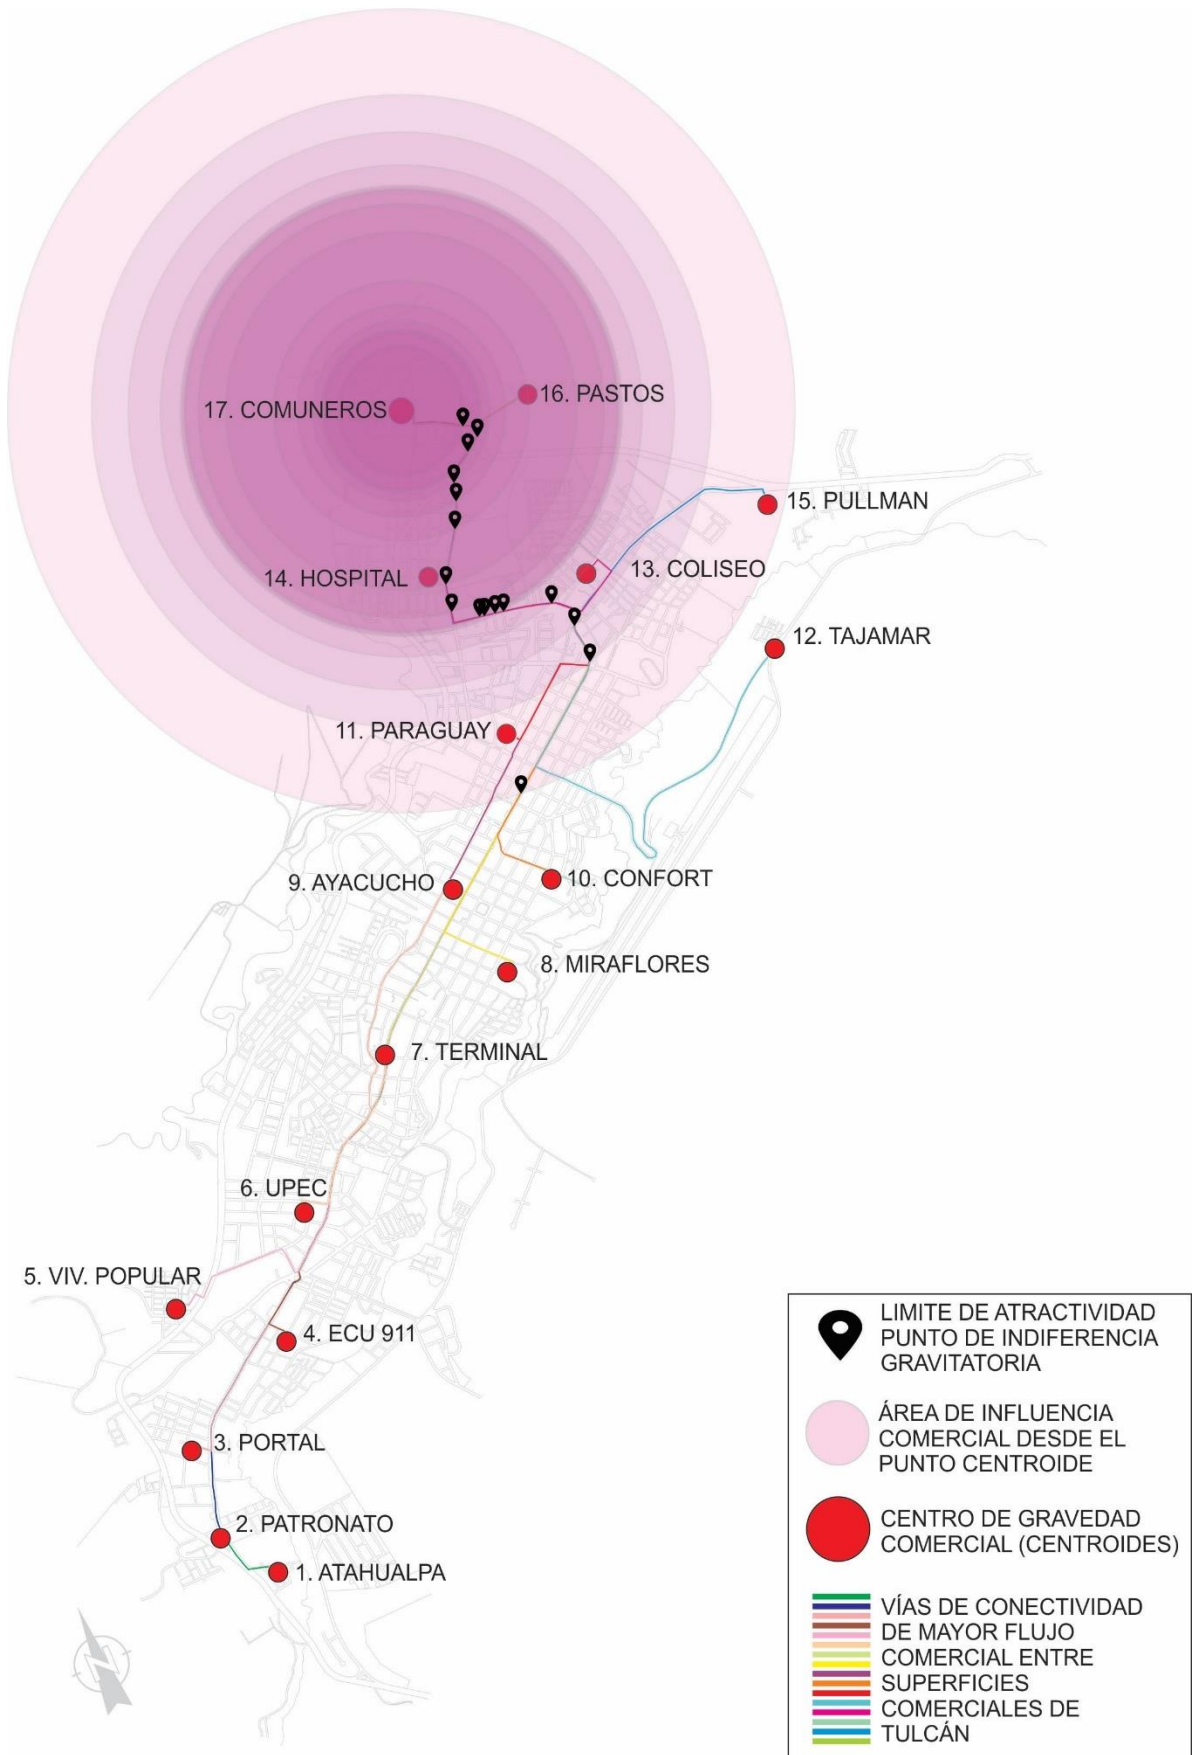 16. PASTOS
17. COMUNEROS
15. PULLMAN
13. COLISEO
14. HOSPITAL
12. TAJAMAR
11. PARAGUAY
10. CONFORT
9. AYACUCHO
8. MIRAFLORES
7. TERMINAL
6. UPEC
5. VIV. POPULAR
4. ECU 911
3. PORTAL
2. PATRONATO
1. ATAHUALPA
LIMITE DE ATRACTIVIDAD
PUNTO DE INDIFERENCIA
GRAVITATORIA
ÁREA DE INFLUENCIA
COMERCIAL DESDE EL
PUNTO CENTROIDE
CENTRO DE GRAVEDAD
COMERCIAL (CENTROIDES)
VÍAS DE CONECTIVIDAD
DE MAYOR FLUJO
COMERCIAL ENTRE
SUPERFICIES
COMERCIALES DE
TULCÁN